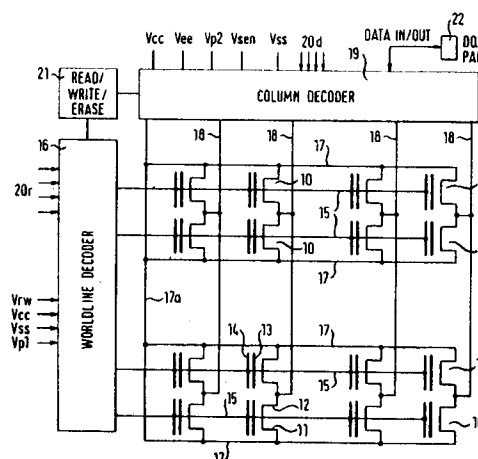 Vcc Vee Vp2 Vsen Vss 20d DATA IN/OUT 22
DQ
PAD
19
21
READ/
WRITE/
ERASE
COLUMN DECODER
16
18 18 18 18
17
20r
10
15
10
17
WORLDLINE DECODER
17a
Vrw
Vcc
Vss
Vp1
14 13
17
15
15
12
11
17